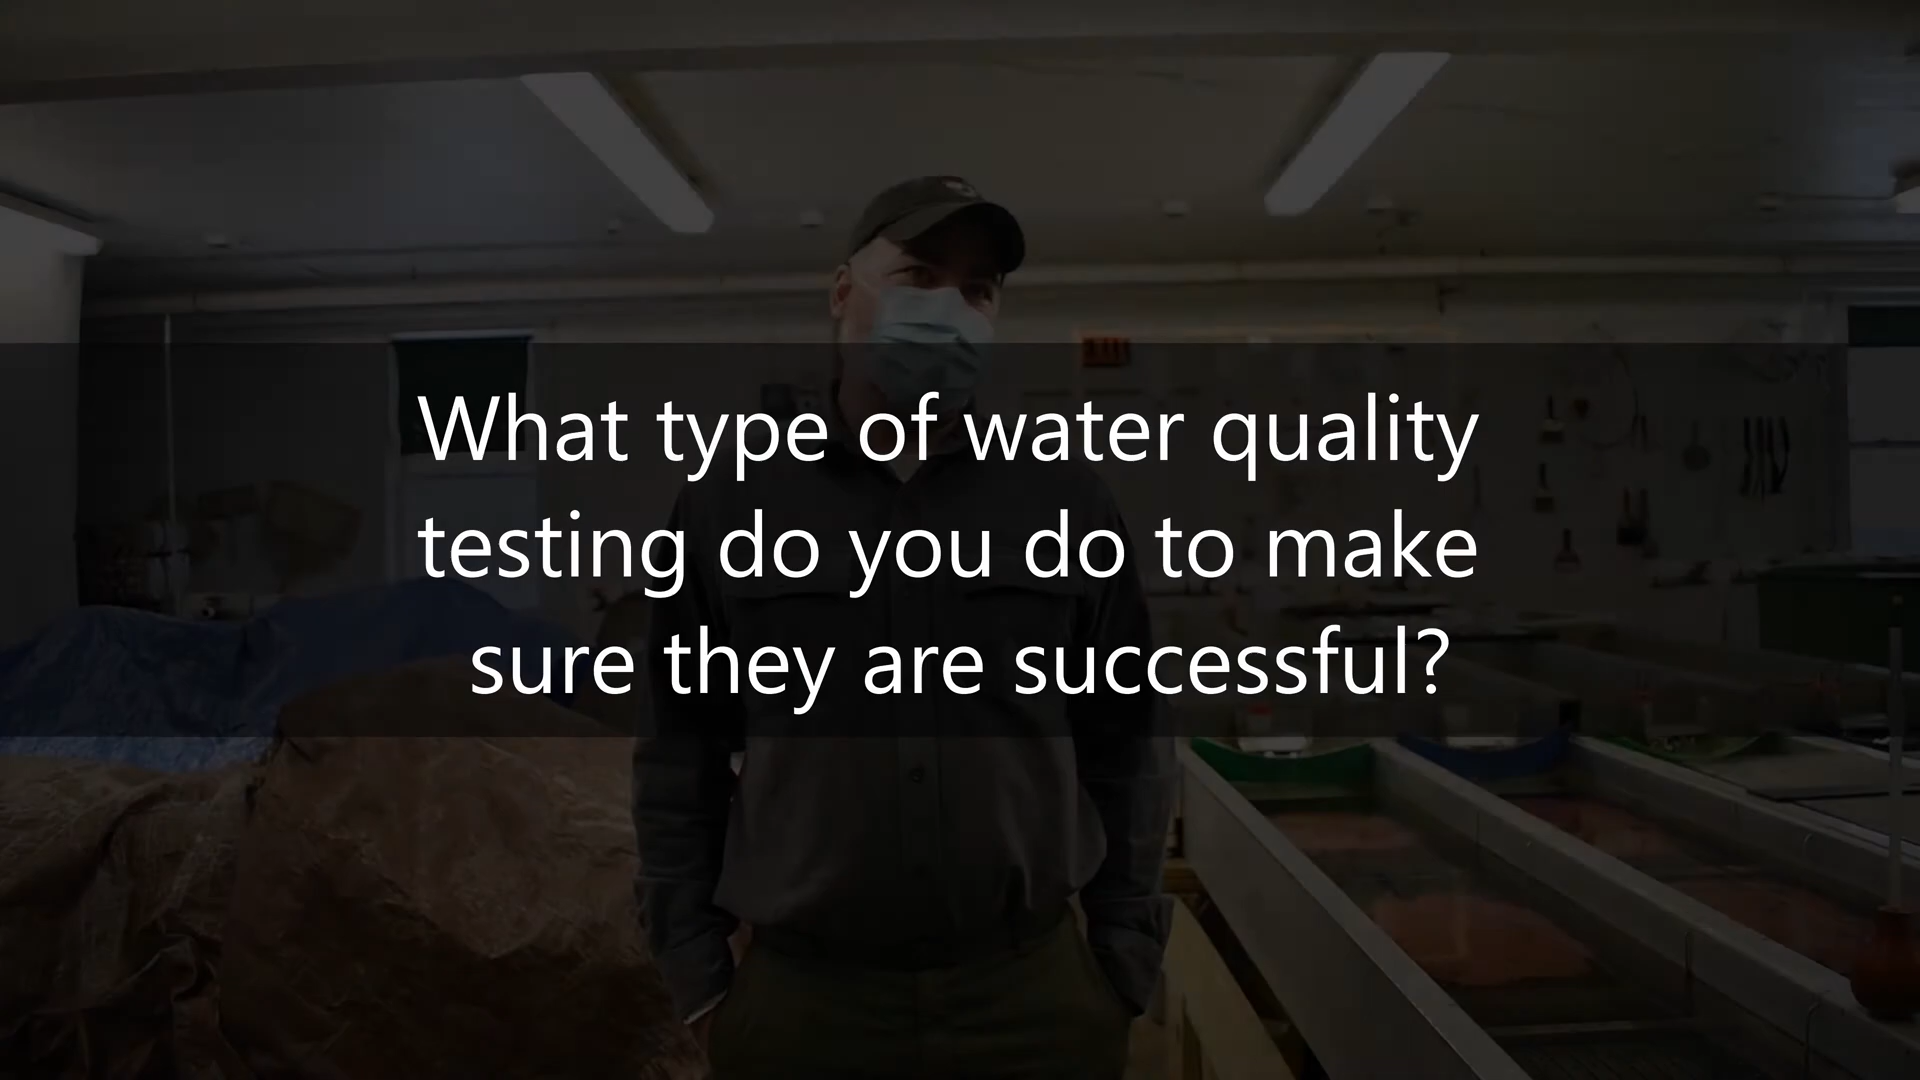 What type of water quality
testing do you do to make
sure they are successful?